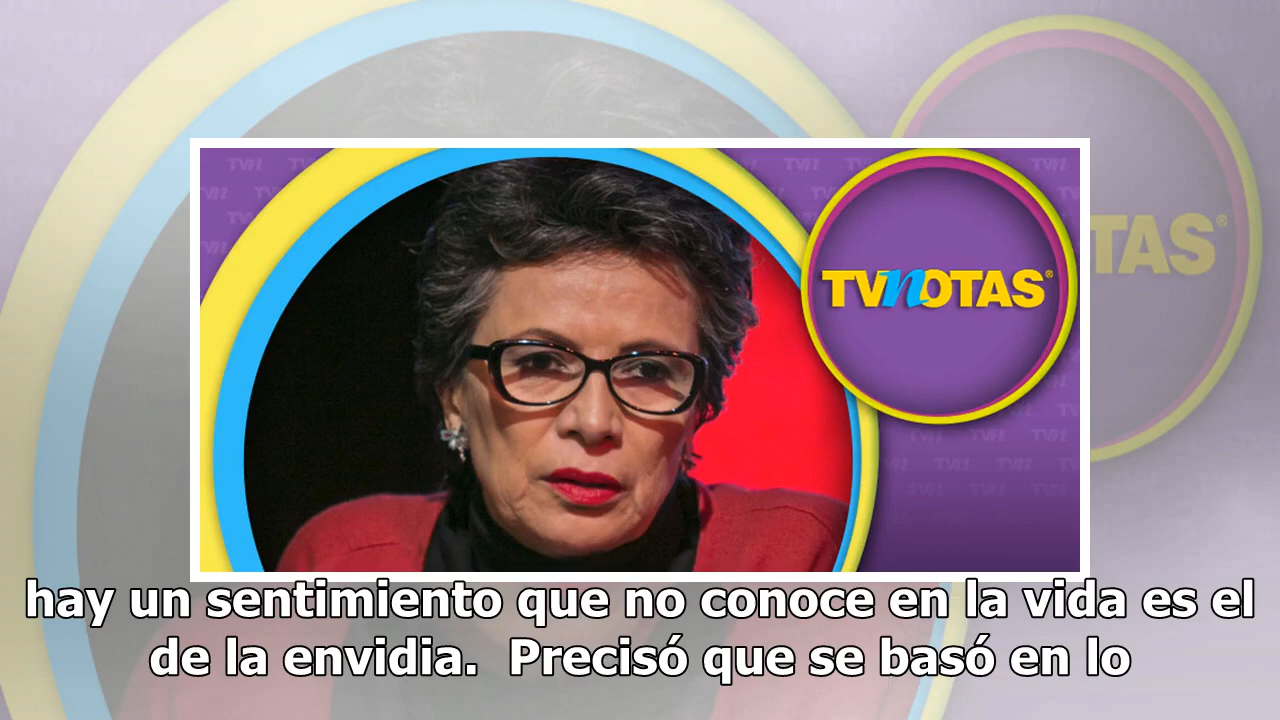 TVnOTAS®
TAS®
hay un sentimiento que no conoce en la vida es el
de la envidia.  Precisó que se basó en lo